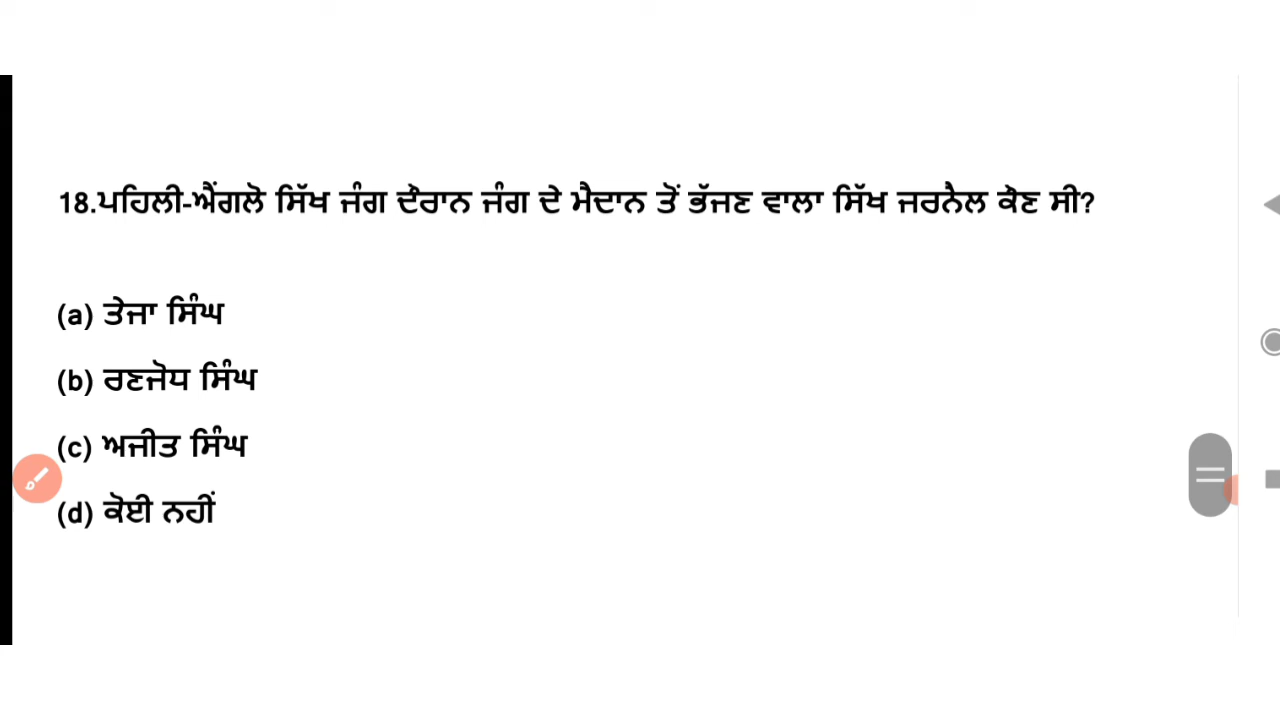 18.ਪਹਿਲੀ-ਐਂਗਲੋ ਸਿੱਖ ਜੰਗ ਦੌਰਾਨ ਜੰਗ ਦੇ ਮੈਦਾਨ ਤੋਂ ਭੱਜਣ ਵਾਲਾ ਸਿੱਖ ਜਰਨੈਲ ਕੋਣ ਸੀ?
(a) ਤੇਜਾ ਸਿੰਘ
(b) ਰਣਜੋਧ ਸਿੰਘ
(c) ਅਜੀਤ ਸਿੰਘ
(d) ਕੋਈ ਨਹੀਂ